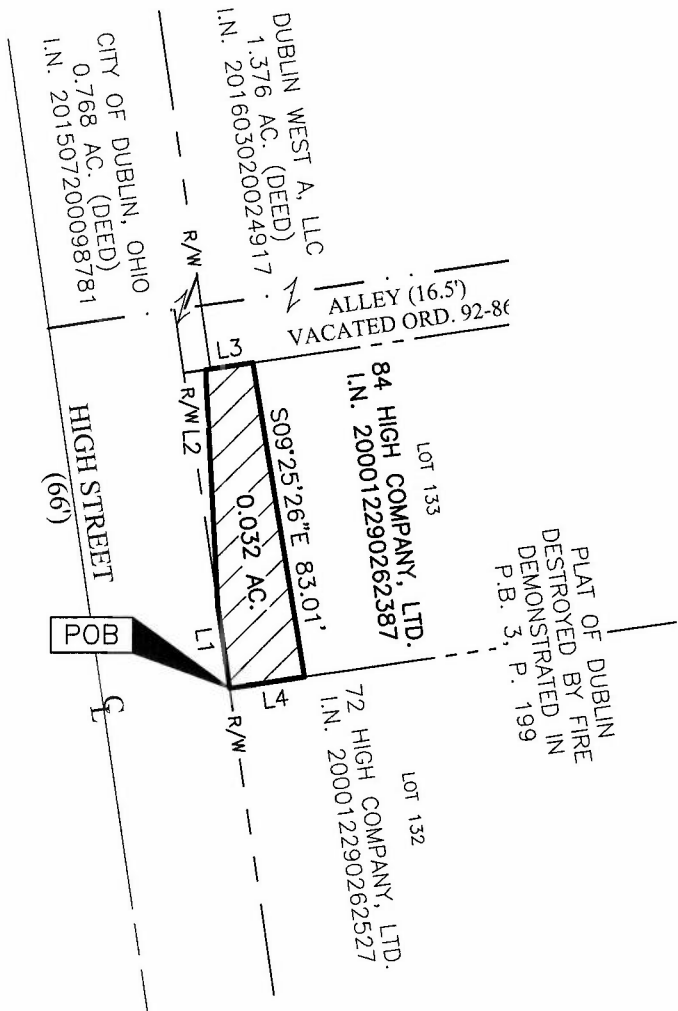 DUBLIN WEST A, LLC
1.376 AC. (DEED)
I.N. 201603020024917
CITY OF DUBLIN, OHIO
0.768 AC. (DEED)
I.N. 201507200098781
R/W
ALLEY (16.5')
VACATED ORD. 92-86
L3
R/W
L2
LOT 133
84 HIGH COMPANY, LTD.
I.N. 200012290262387
S09°25'26"E 83.01'
0.032 AC.
HIGH STREET
(66')
PLAT OF DUBLIN
DESTROYED BY FIRE
DEMONSTRATED IN
P.B. 3, P. 199
POB
L1
L4
R/W
CL
LOT 132
72 HIGH COMPANY, LTD.
I.N. 200012290262527